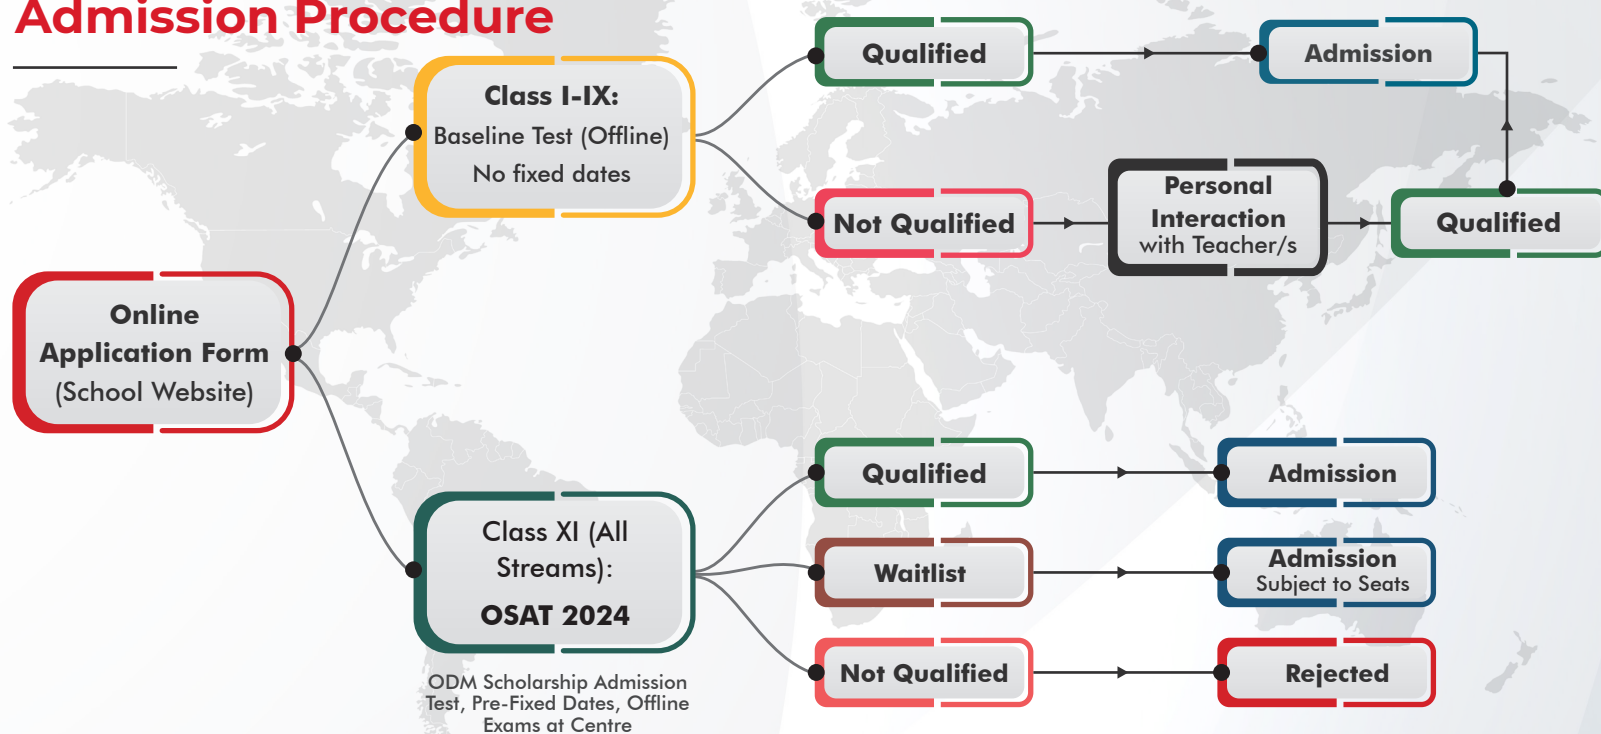 Admission Procedure
Online
Application Form
(School Website)
Class I-IX:
Baseline Test (Offline)
No fixed dates
Qualified
Admission
Not Qualified
Personal
Interaction
with Teacher/s
Qualified
Class XI (All
Streams):
OSAT 2024
ODM Scholarship Admission
Test, Pre-Fixed Dates, Offline
Exams at Centre
Qualified
Admission
Waitlist
Admission
Subject to Seats
Not Qualified
Rejected